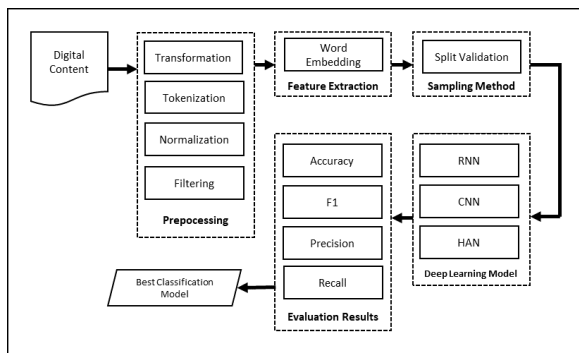 Digital
Content
Transformation
Tokenization
Normalization
Filtering
Prepocessing
Word
Embedding
Feature Extraction
Split Validation
Sampling Method
RNN
CNN
HAN
Deep Learning Model
Accuracy
F1
Precision
Recall
Evaluation Results
Best Classification
Model